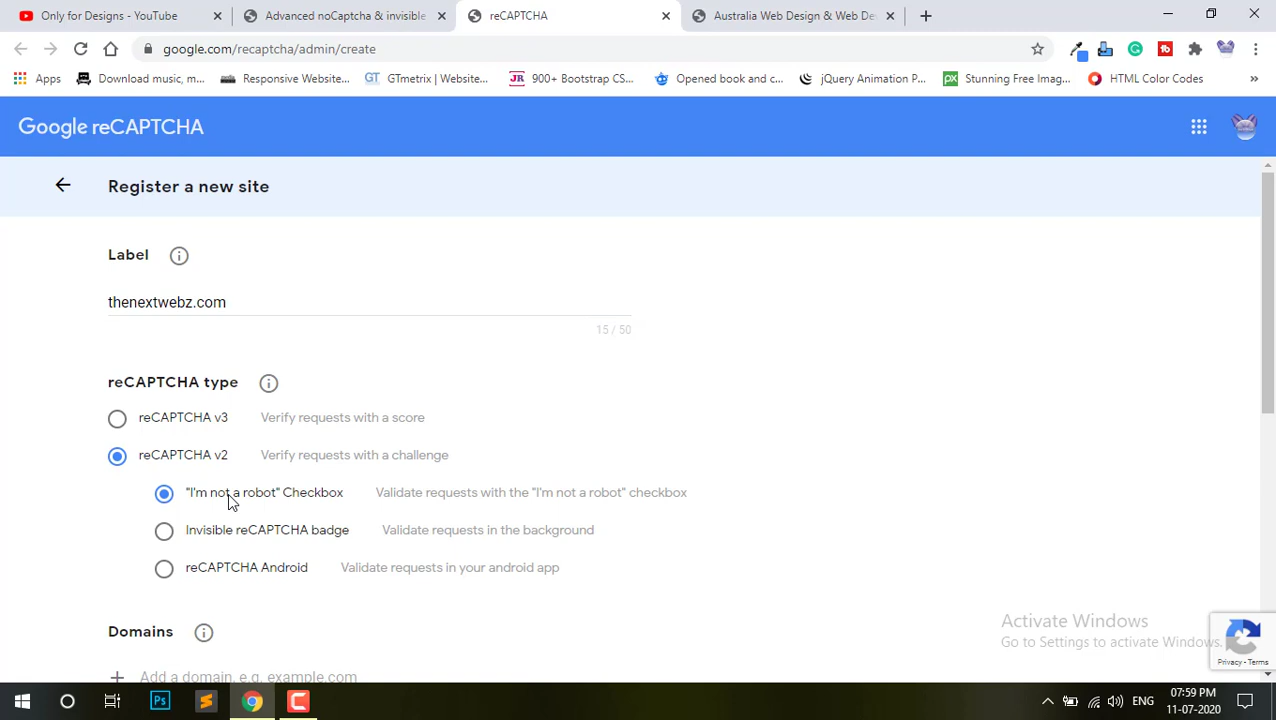 Only for Designs - YouTube
Advanced noCaptcha & invisible
reCAPTCHA
Australia Web Design & Web De
google.com/recaptcha/admin/create
Apps
Download music, m...
Responsive Website...
GT GTmetrix | Website...
JR 900+ Bootstrap CS...
Opened book and c...
jQuery Animation P...
px Stunning Free Imag...
HTML Color Codes
»
Google reCAPTCHA
Register a new site
Label
thenextwebz.com
15 / 50
reCAPTCHA type
reCAPTCHA v3 Verify requests with a score
reCAPTCHA v2 Verify requests with a challenge
"I'm not a robot" Checkbox Validate requests with the "I'm not a robot" checkbox
Invisible reCAPTCHA badge Validate requests in the background
reCAPTCHA Android Validate requests in your android app
Domains
Add a domain, e.g. example.com
Activate Windows
Go to Settings to activate Windows.
Privacy - Terms
Ps
ENG
07:59 PM
11-07-2020